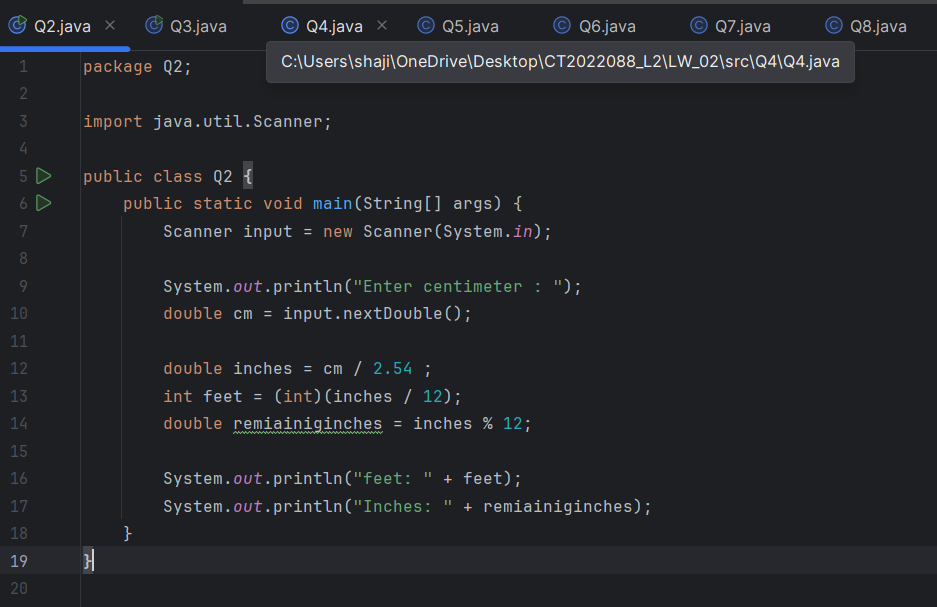 Q2.java Q3.java Q4.java Q5.java Q6.java Q7.java Q8.java
C:\Users\shaji\OneDrive\Desktop\CT2022088_L2\LW_02\src\Q4\Q4.java
1 package Q2;
2
3 import java.util.Scanner;
4
5 public class Q2 {
6 public static void main(String[] args) {
7 Scanner input = new Scanner(System.in);
8
9 System.out.println("Enter centimeter : ");
10 double cm = input.nextDouble();
11
12 double inches = cm / 2.54 ;
13 int feet = (int)(inches / 12);
14 double remiainiginches = inches % 12;
15
16 System.out.println("feet: " + feet);
17 System.out.println("Inches: " + remiainiginches);
18 }
19 }
20